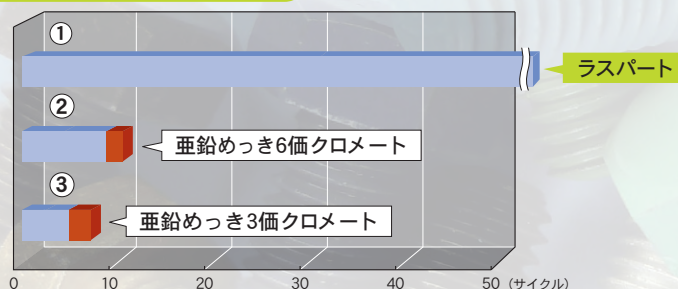 ①
ラスパート
②
亜鉛めっき6価クロメート
③
亜鉛めっき3価クロメート
0 10 20 30 40 50 (サイクル)